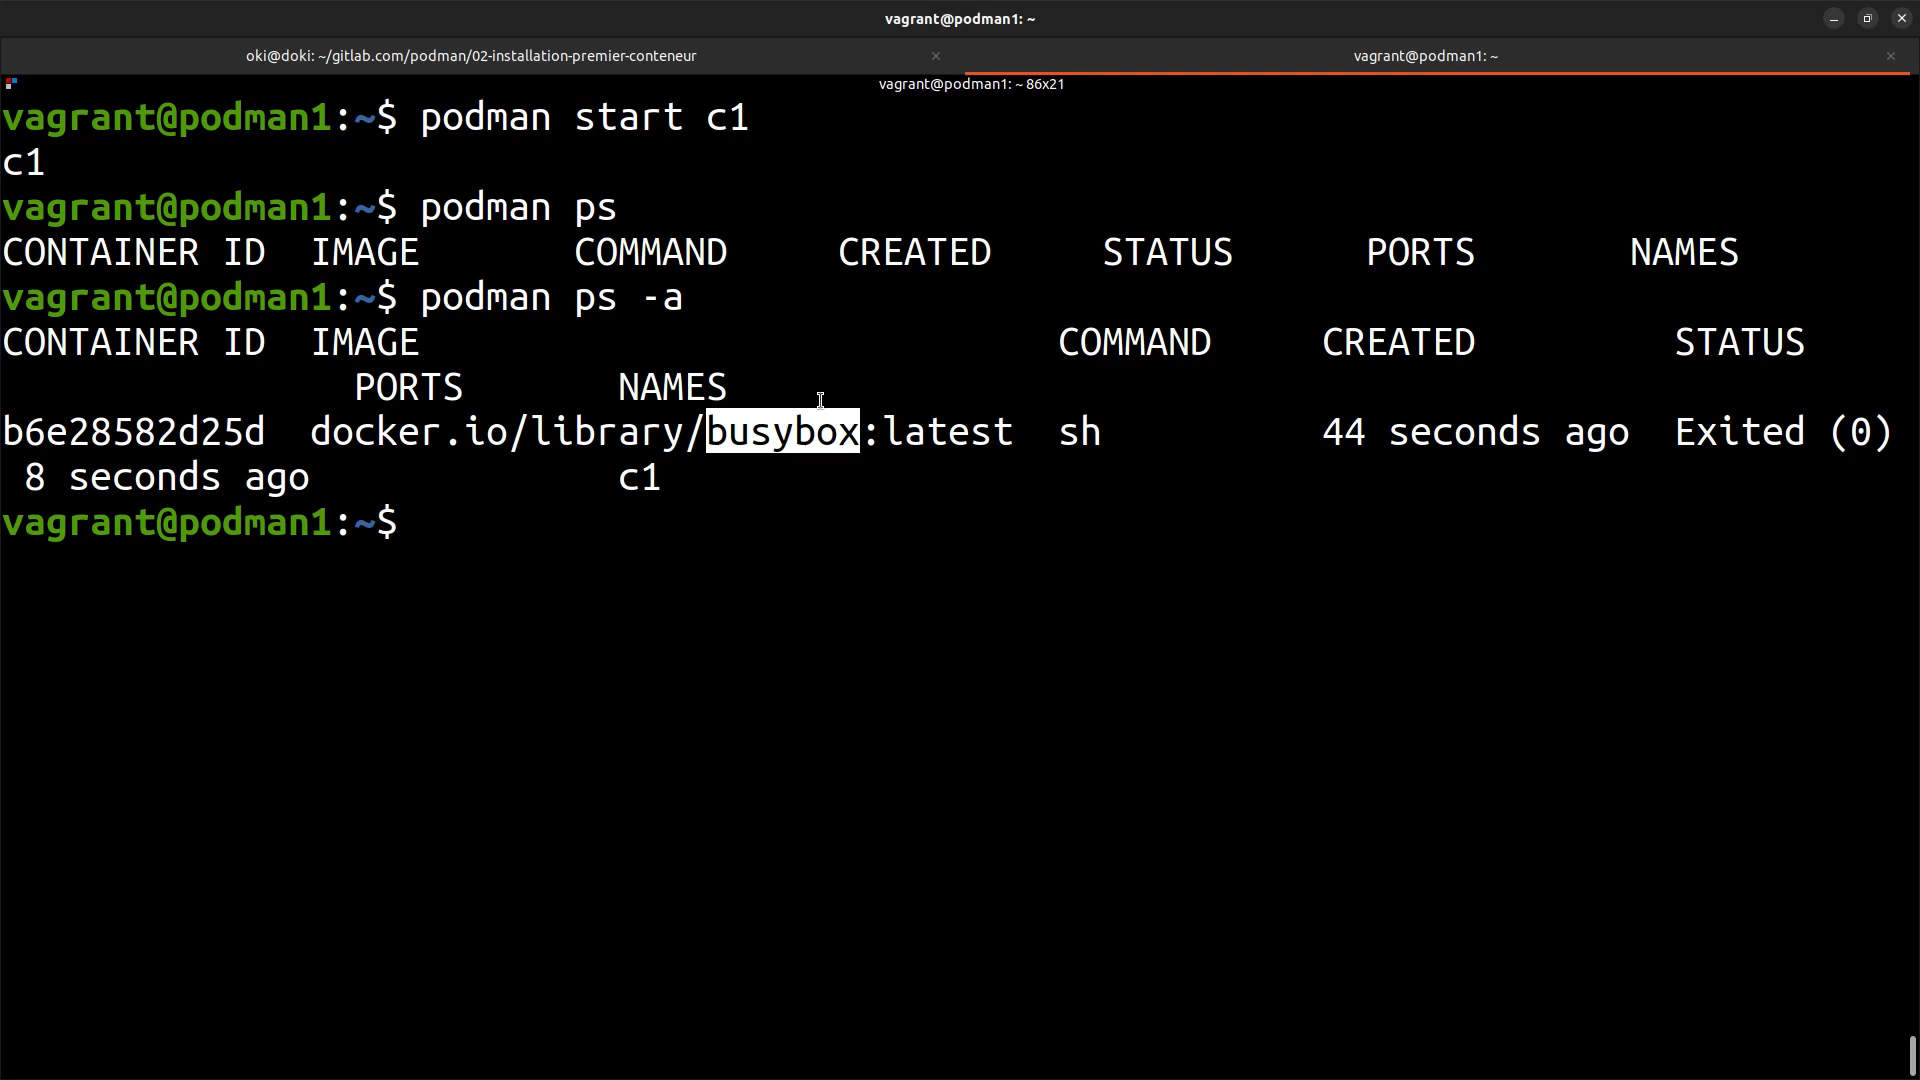 vagrant@podman1: ~
oki@doki: ~/gitlab.com/podman/02-installation-premier-conteneur
vagrant@podman1: ~
vagrant@podman1: ~ 86x21
vagrant@podman1:~$ podman start c1
c1
vagrant@podman1:~$ podman ps
CONTAINER ID  IMAGE       COMMAND     CREATED     STATUS      PORTS       NAMES
vagrant@podman1:~$ podman ps -a
CONTAINER ID  IMAGE                             COMMAND     CREATED         STATUS
                PORTS       NAMES
b6e28582d25d  docker.io/library/busybox:latest  sh          44 seconds ago  Exited (0)
 8 seconds ago              c1
vagrant@podman1:~$